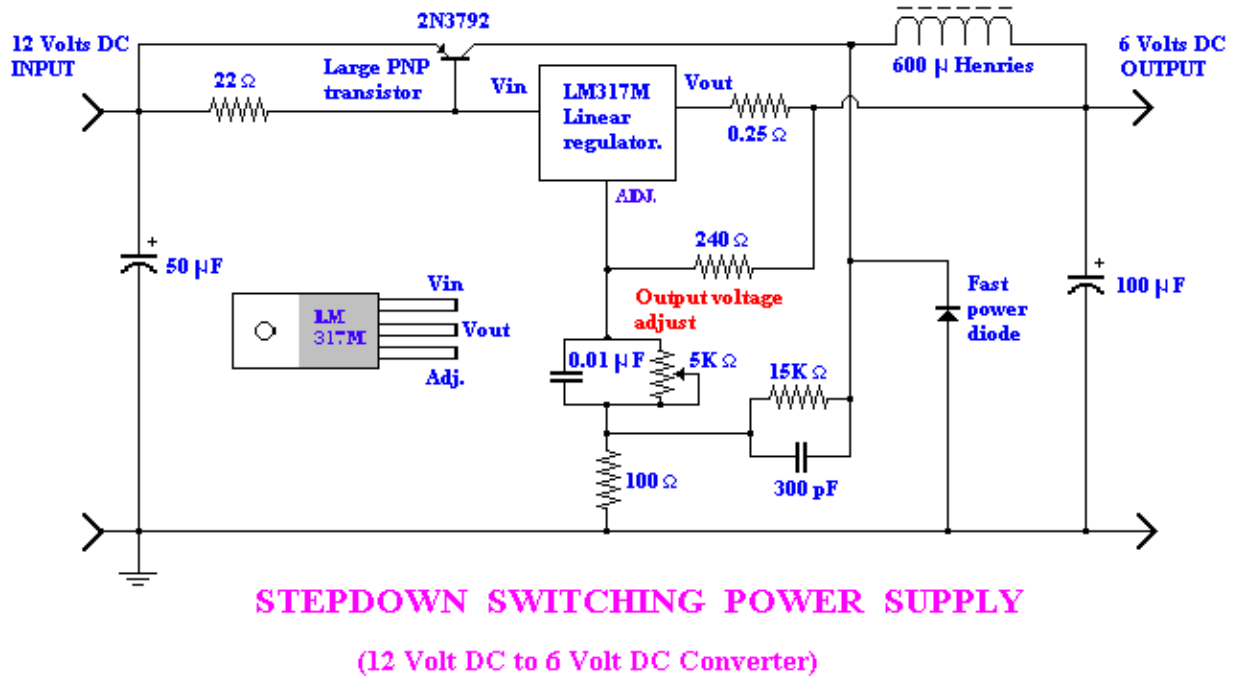 2N3792
12 Volts DC
INPUT
6 Volts DC
OUTPUT
600 μ Henries
22 Ω
Large PNP
transistor
Vin
LM317M
Linear
regulator.
Vout
0.25 Ω
ADJ.
240 Ω
50 μF
Output voltage
adjust
100 μF
Fast
power
diode
Vin
LM
317M
Vout
Adj.
0.01 μF
5K Ω
15K Ω
100 Ω
300 pF
STEPDOWN SWITCHING POWER SUPPLY
(12 Volt DC to 6 Volt DC Converter)